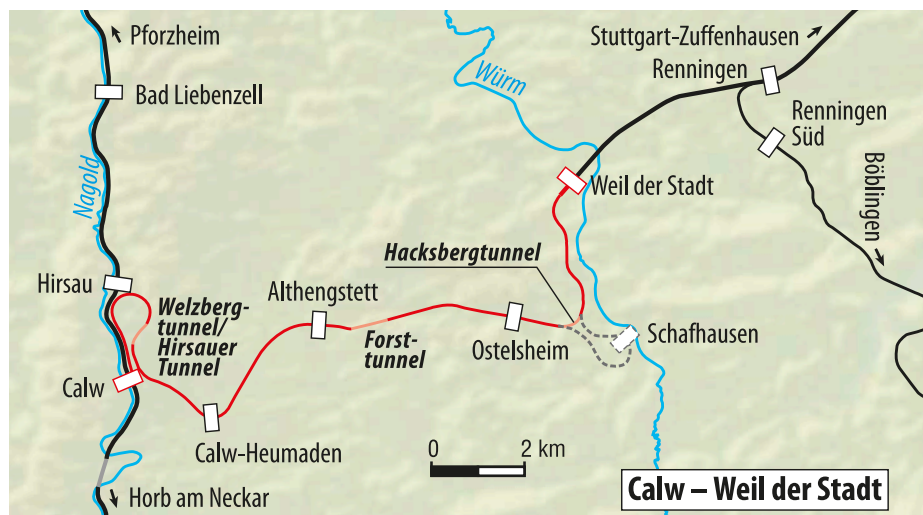 Pforzheim
Stuttgart-Zuffenhausen
Renningen
Bad Liebenzell
Würm
Renningen
Süd
Nagold
Weil der Stadt
Böblingen
Hacksbergtunnel
Hirsau
Althengstett
Welzberg-
tunnel/
Hirsauer
Tunnel
Forst-
tunnel
Ostelsheim
Schafhausen
Calw
Calw-Heumaden
0 2 km
Horb am Neckar
Calw – Weil der Stadt